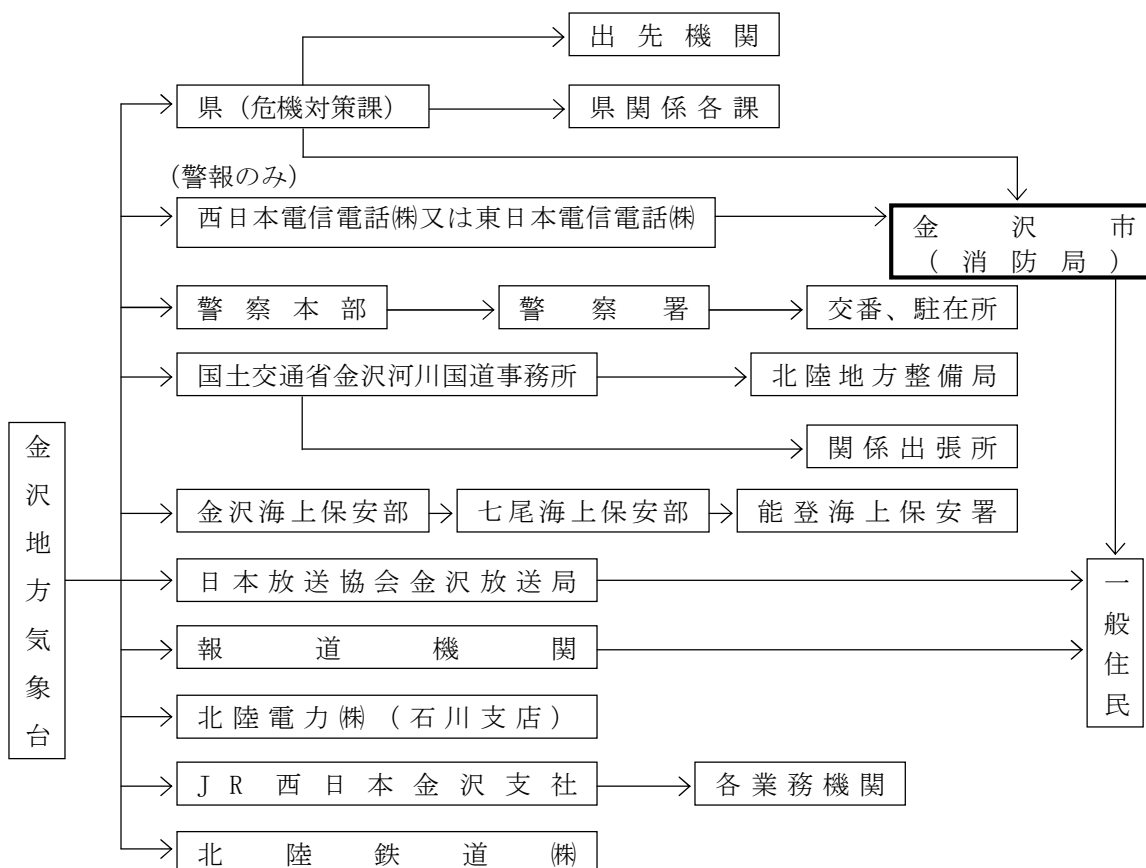 出先機関
県（危機対策課）
県関係各課
（警報のみ）
西日本電信電話㈱又は東日本電信電話㈱
金沢市
（消防局）
警察本部
警察署
交番、駐在所
国土交通省金沢河川国道事務所
北陸地方整備局
関係出張所
金沢地方気象台
金沢海上保安部
七尾海上保安部
能登海上保安署
日本放送協会金沢放送局
一般住民
報道機関
北陸電力㈱（石川支店）
ＪＲ西日本金沢支社
各業務機関
北陸鉄道㈱